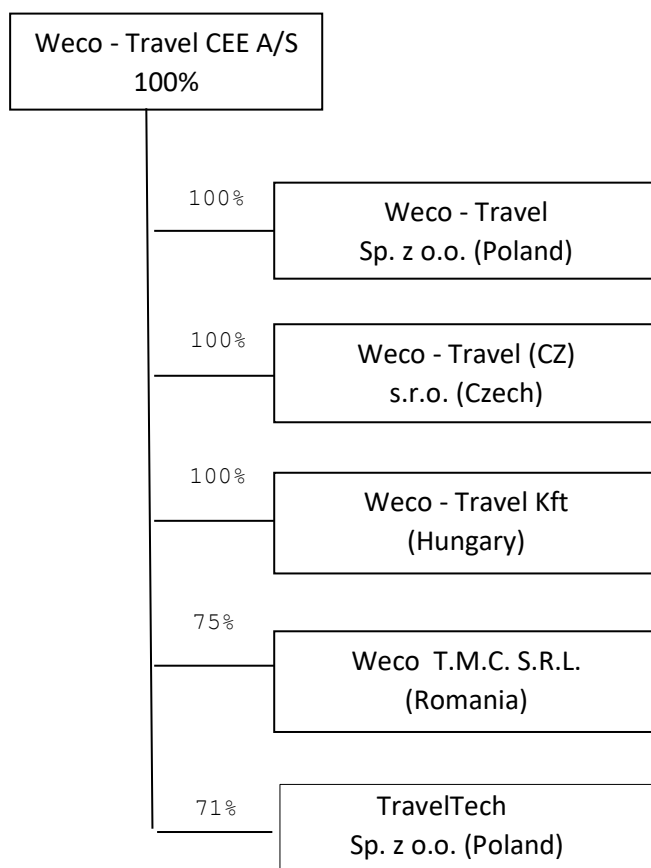 Weco - Travel CEE A/S
100%
100%
Weco - Travel
Sp. z o.o. (Poland)
100%
Weco - Travel (CZ)
s.r.o. (Czech)
100%
Weco - Travel Kft
(Hungary)
75%
Weco  T.M.C. S.R.L.
(Romania)
71%
TravelTech
Sp. z o.o. (Poland)